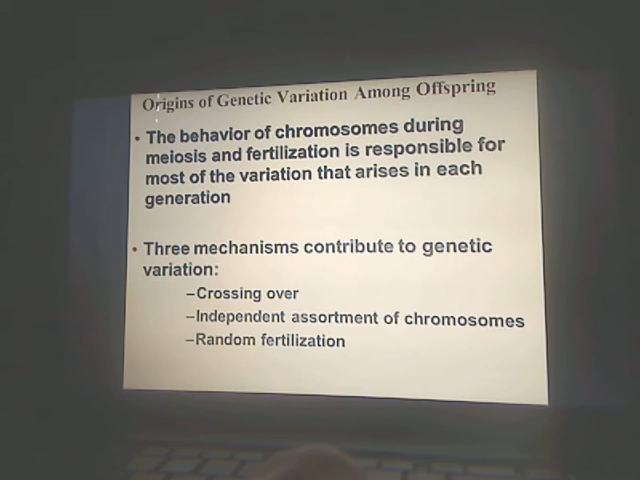 Origins of Genetic Variation Among Offspring
• The behavior of chromosomes during
meiosis and fertilization is responsible for
most of the variation that arises in each
generation
• Three mechanisms contribute to genetic
variation:
–Crossing over
–Independent assortment of chromosomes
–Random fertilization